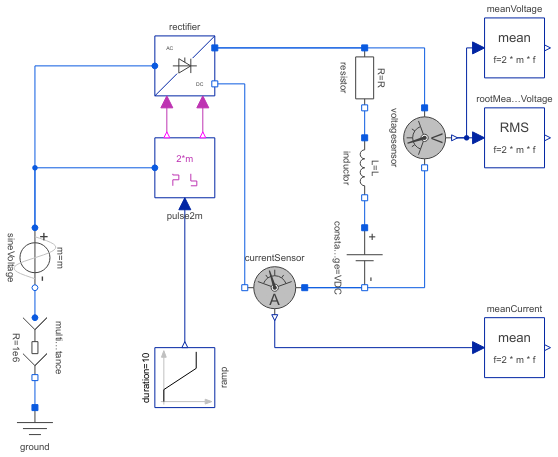 meanVoltage
mean
f=2 * m * f
rectifier
AC
DC
R=R
resistor
rootMea...Voltage
RMS
f=2 * m * f
voltagesensor
2*m
pulse2m
L=L
inductor
sineVoltage
m=m
+
-
consta...ge=VDC
+
-
currentSensor
A
V
meanCurrent
mean
f=2 * m * f
multi...tance
R=1e6
duration=10
ramp
ground